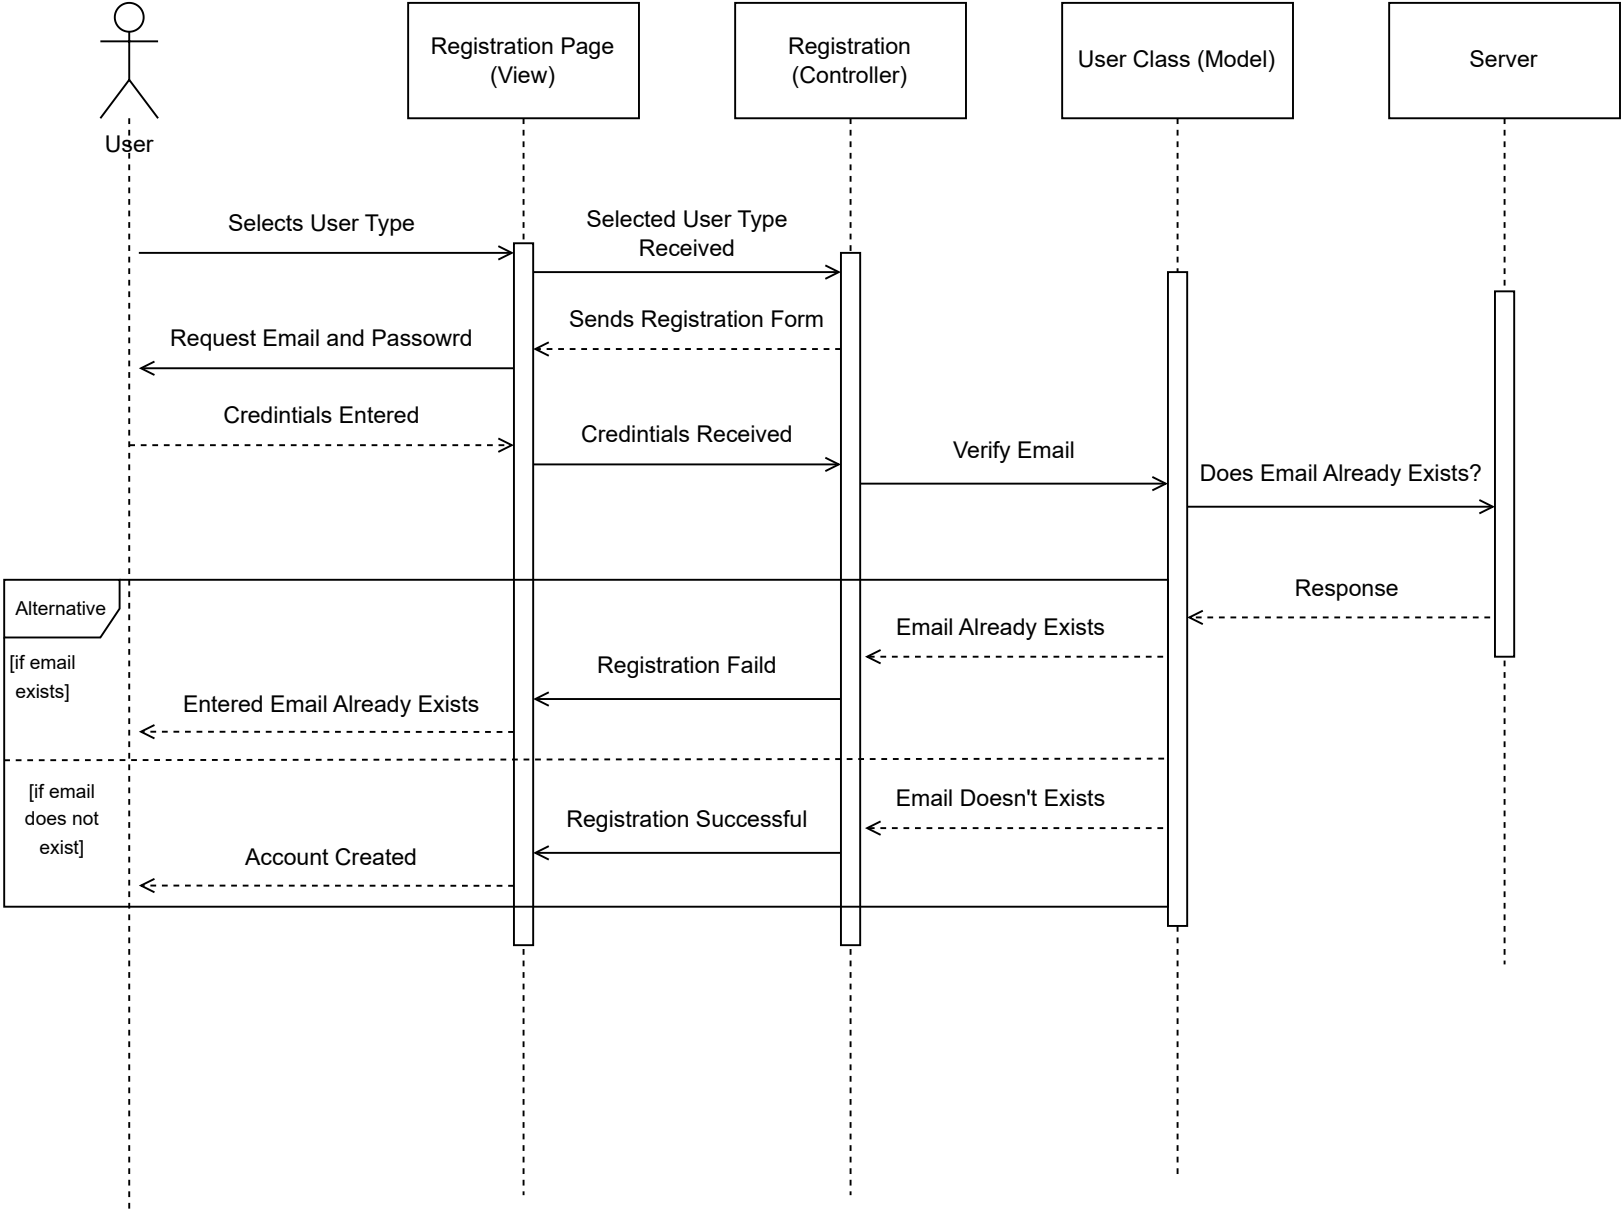 User
Registration Page
(View)
Registration
(Controller)
User Class (Model)
Server
Selects User Type
Selected User Type
Received
Sends Registration Form
Request Email and Passowrd
Credintials Entered
Credintials Received
Verify Email
Does Email Already Exists?
Response
Alternative
[if email
exists]
Email Already Exists
Registration Faild
Entered Email Already Exists
[if email
does not
exist]
Email Doesn't Exists
Registration Successful
Account Created